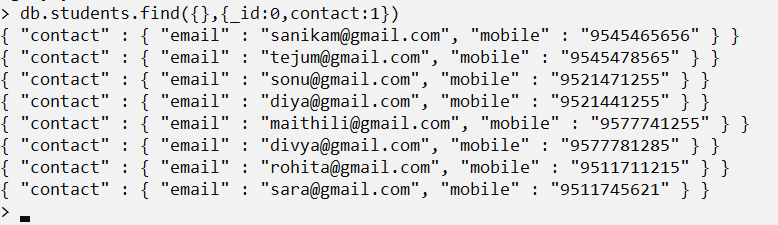 > db.students.find({},{_id:0,contact:1})
{ "contact" : { "email" : "sanikam@gmail.com", "mobile" : "9545465656" } }
{ "contact" : { "email" : "tejum@gmail.com", "mobile" : "9545478565" } }
{ "contact" : { "email" : "sonu@gmail.com", "mobile" : "9521471255" } }
{ "contact" : { "email" : "diya@gmail.com", "mobile" : "9521441255" } }
{ "contact" : { "email" : "maithili@gmail.com", "mobile" : "9577741255" } }
{ "contact" : { "email" : "divya@gmail.com", "mobile" : "9577781285" } }
{ "contact" : { "email" : "rohita@gmail.com", "mobile" : "9511711215" } }
{ "contact" : { "email" : "sara@gmail.com", "mobile" : "9511745621" } }
>